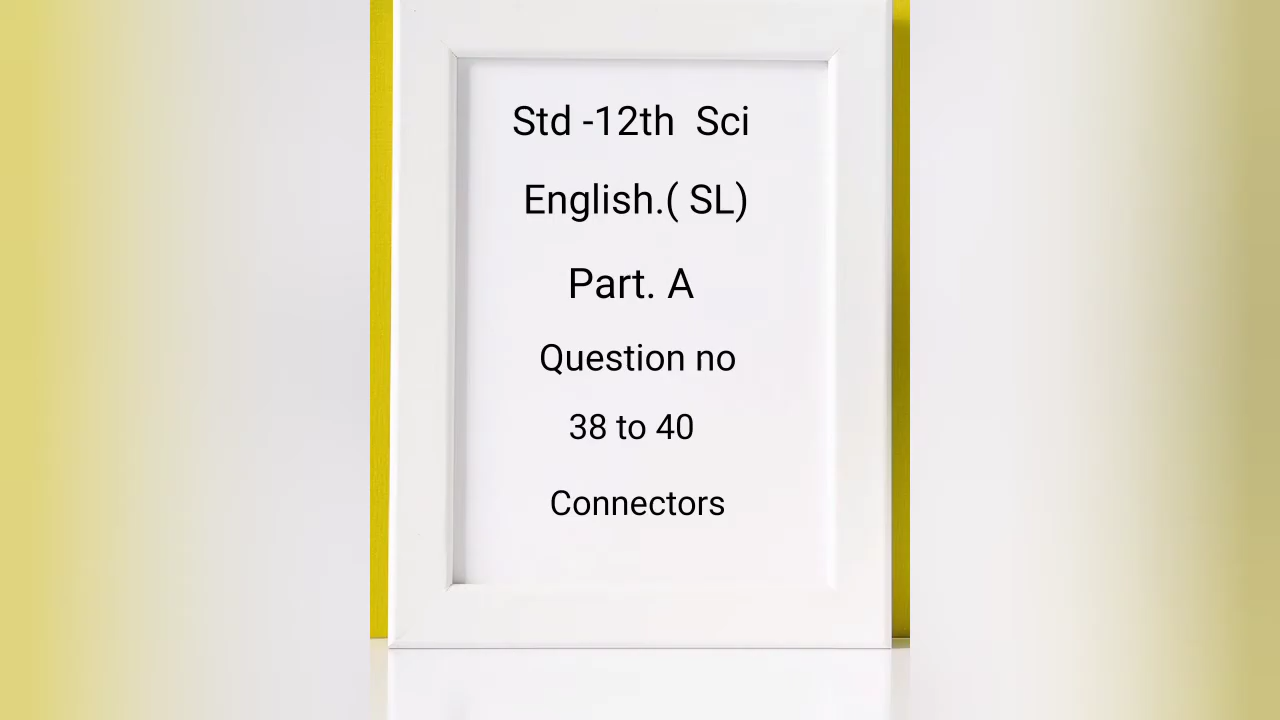 Std -12th  Sci
English.( SL)
Part. A
Question no
38 to 40
Connectors